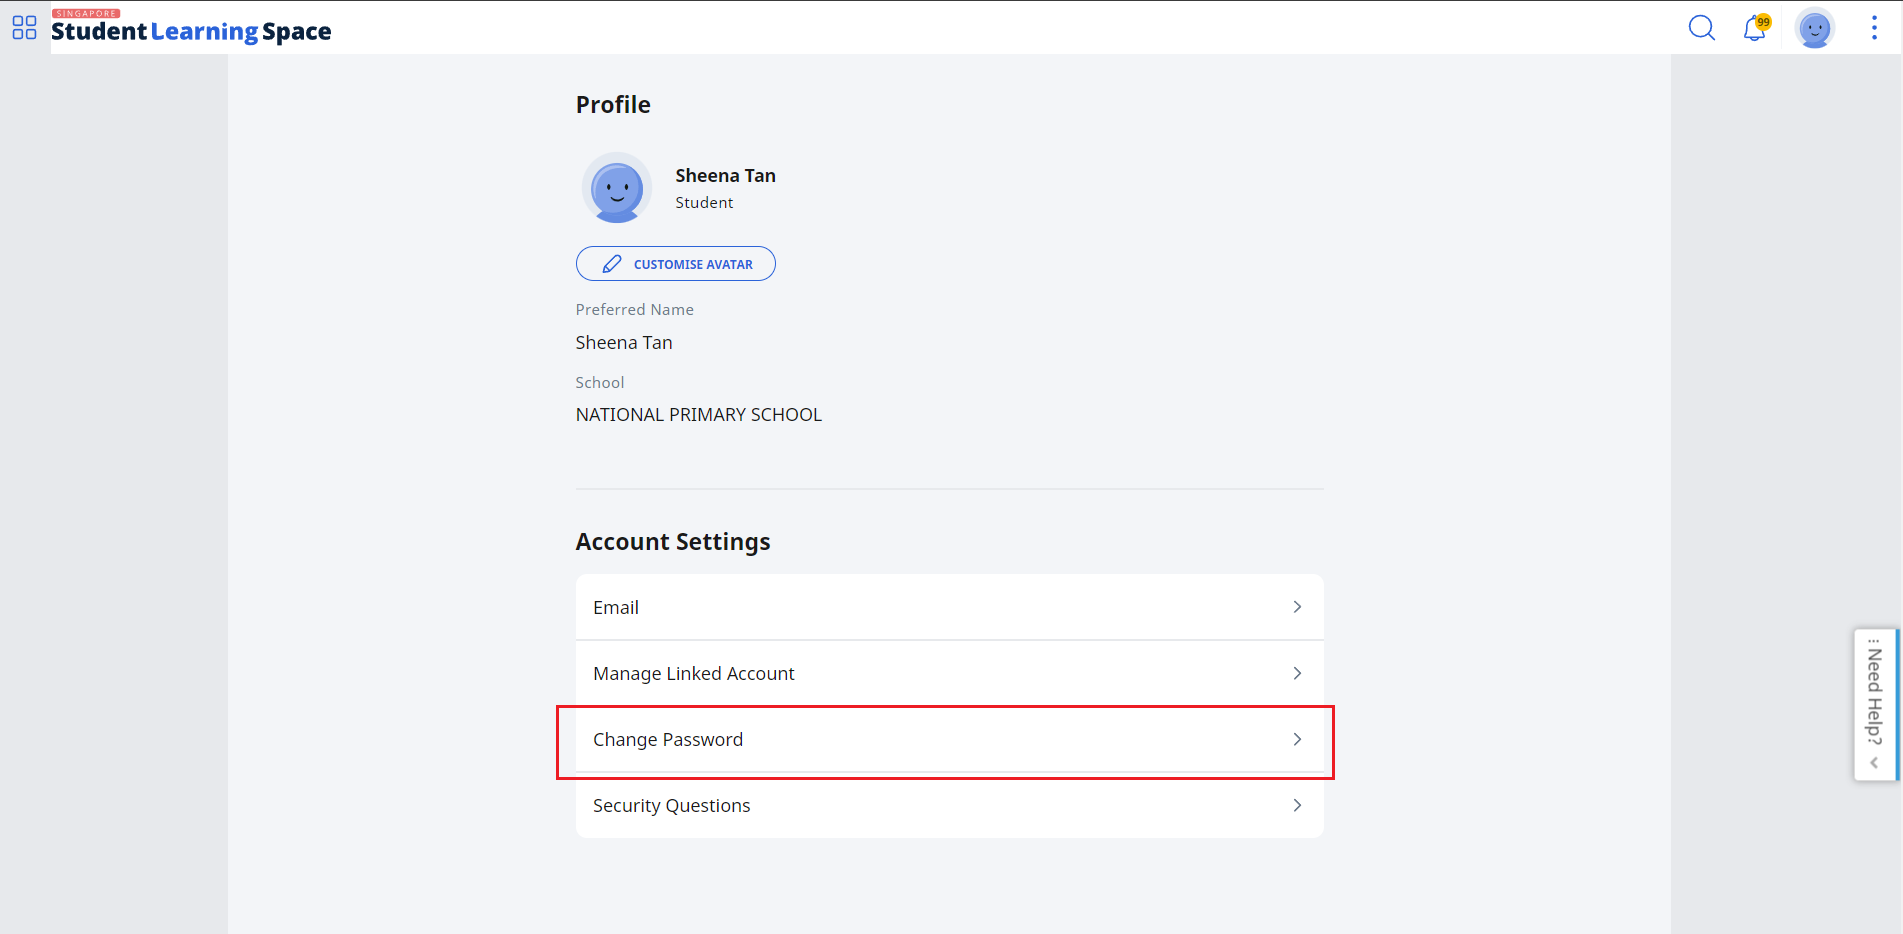 SINGAPORE
Student Learning Space
99
Profile
Sheena Tan
Student
CUSTOMISE AVATAR
Preferred Name
Sheena Tan
School
NATIONAL PRIMARY SCHOOL
Account Settings
Email
Manage Linked Account
Change Password
Security Questions
Need Help?